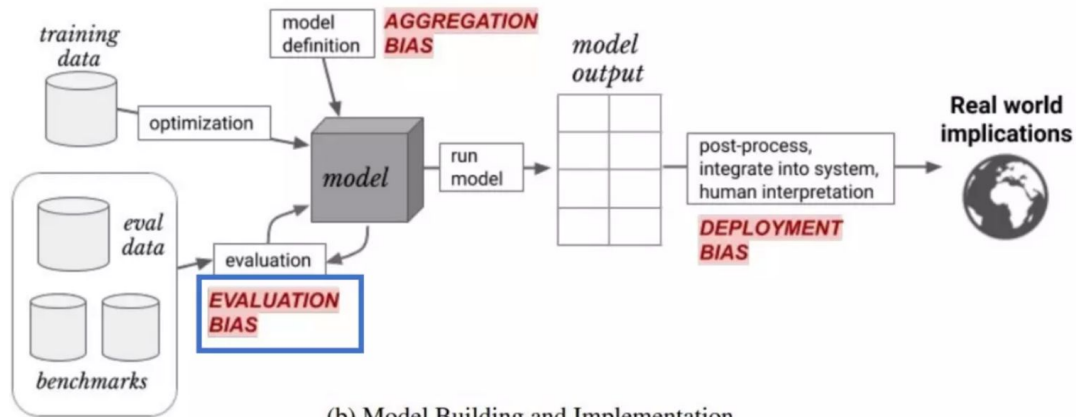 training
data
model
definition
AGGREGATION
BIAS
optimization
model
run
model
model
output
post-process,
integrate into system,
human interpretation
DEPLOYMENT
BIAS
Real world
implications
eval
data
benchmarks
evaluation
EVALUATION
BIAS
(b) Model Building and Implementation